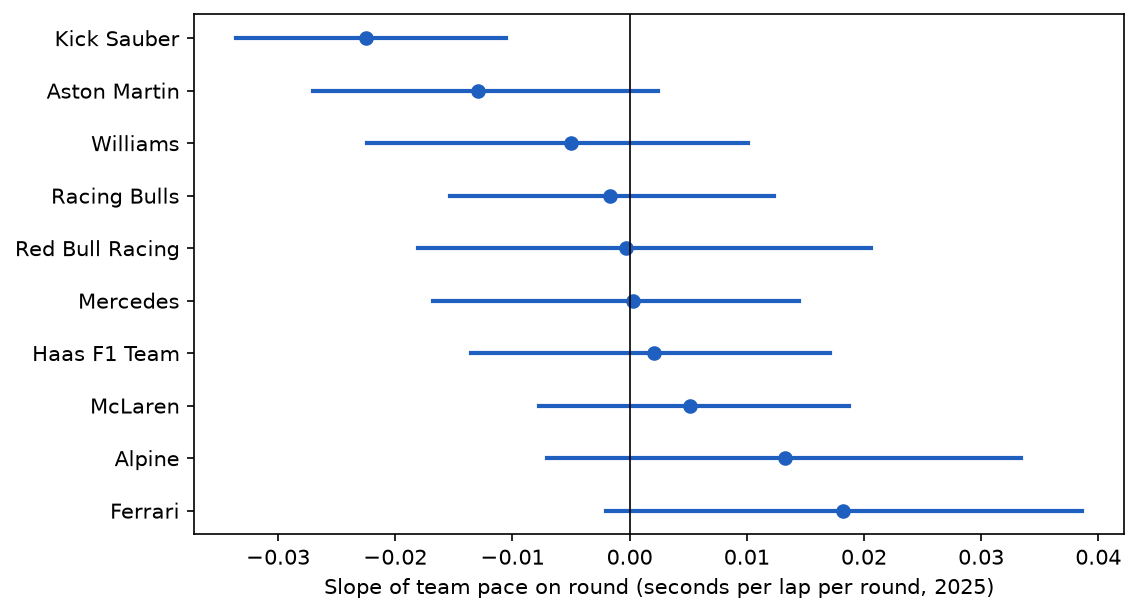 Kick Sauber
Aston Martin
Williams
Racing Bulls
Red Bull Racing
Mercedes
Haas F1 Team
McLaren
Alpine
Ferrari
−0.03 −0.02 −0.01 0.00 0.01 0.02 0.03 0.04
Slope of team pace on round (seconds per lap per round, 2025)